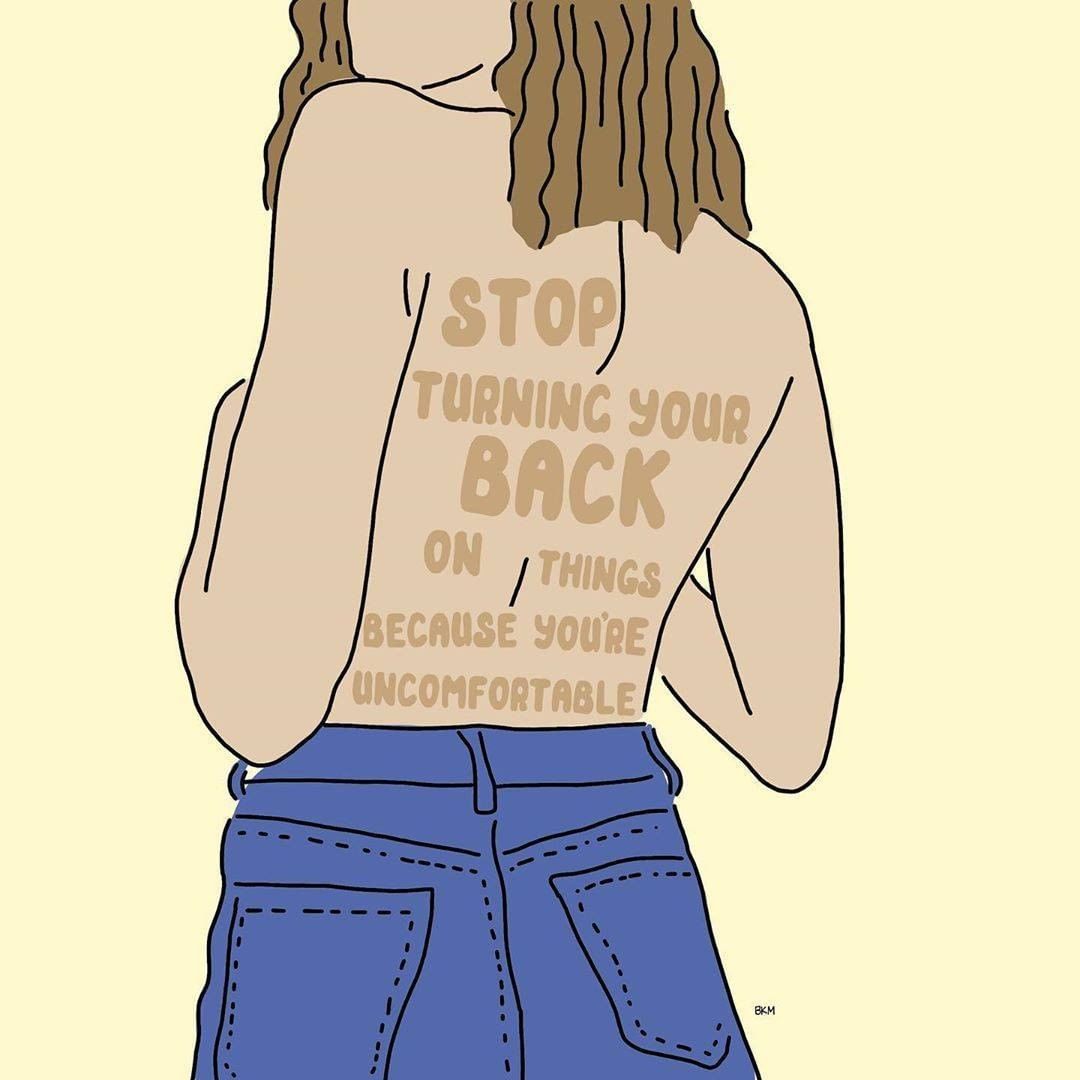 STOP
TURNING YOUR
BACK
ON THINGS
BECAUSE YOU'RE
UNCOMFORTABLE
BKM